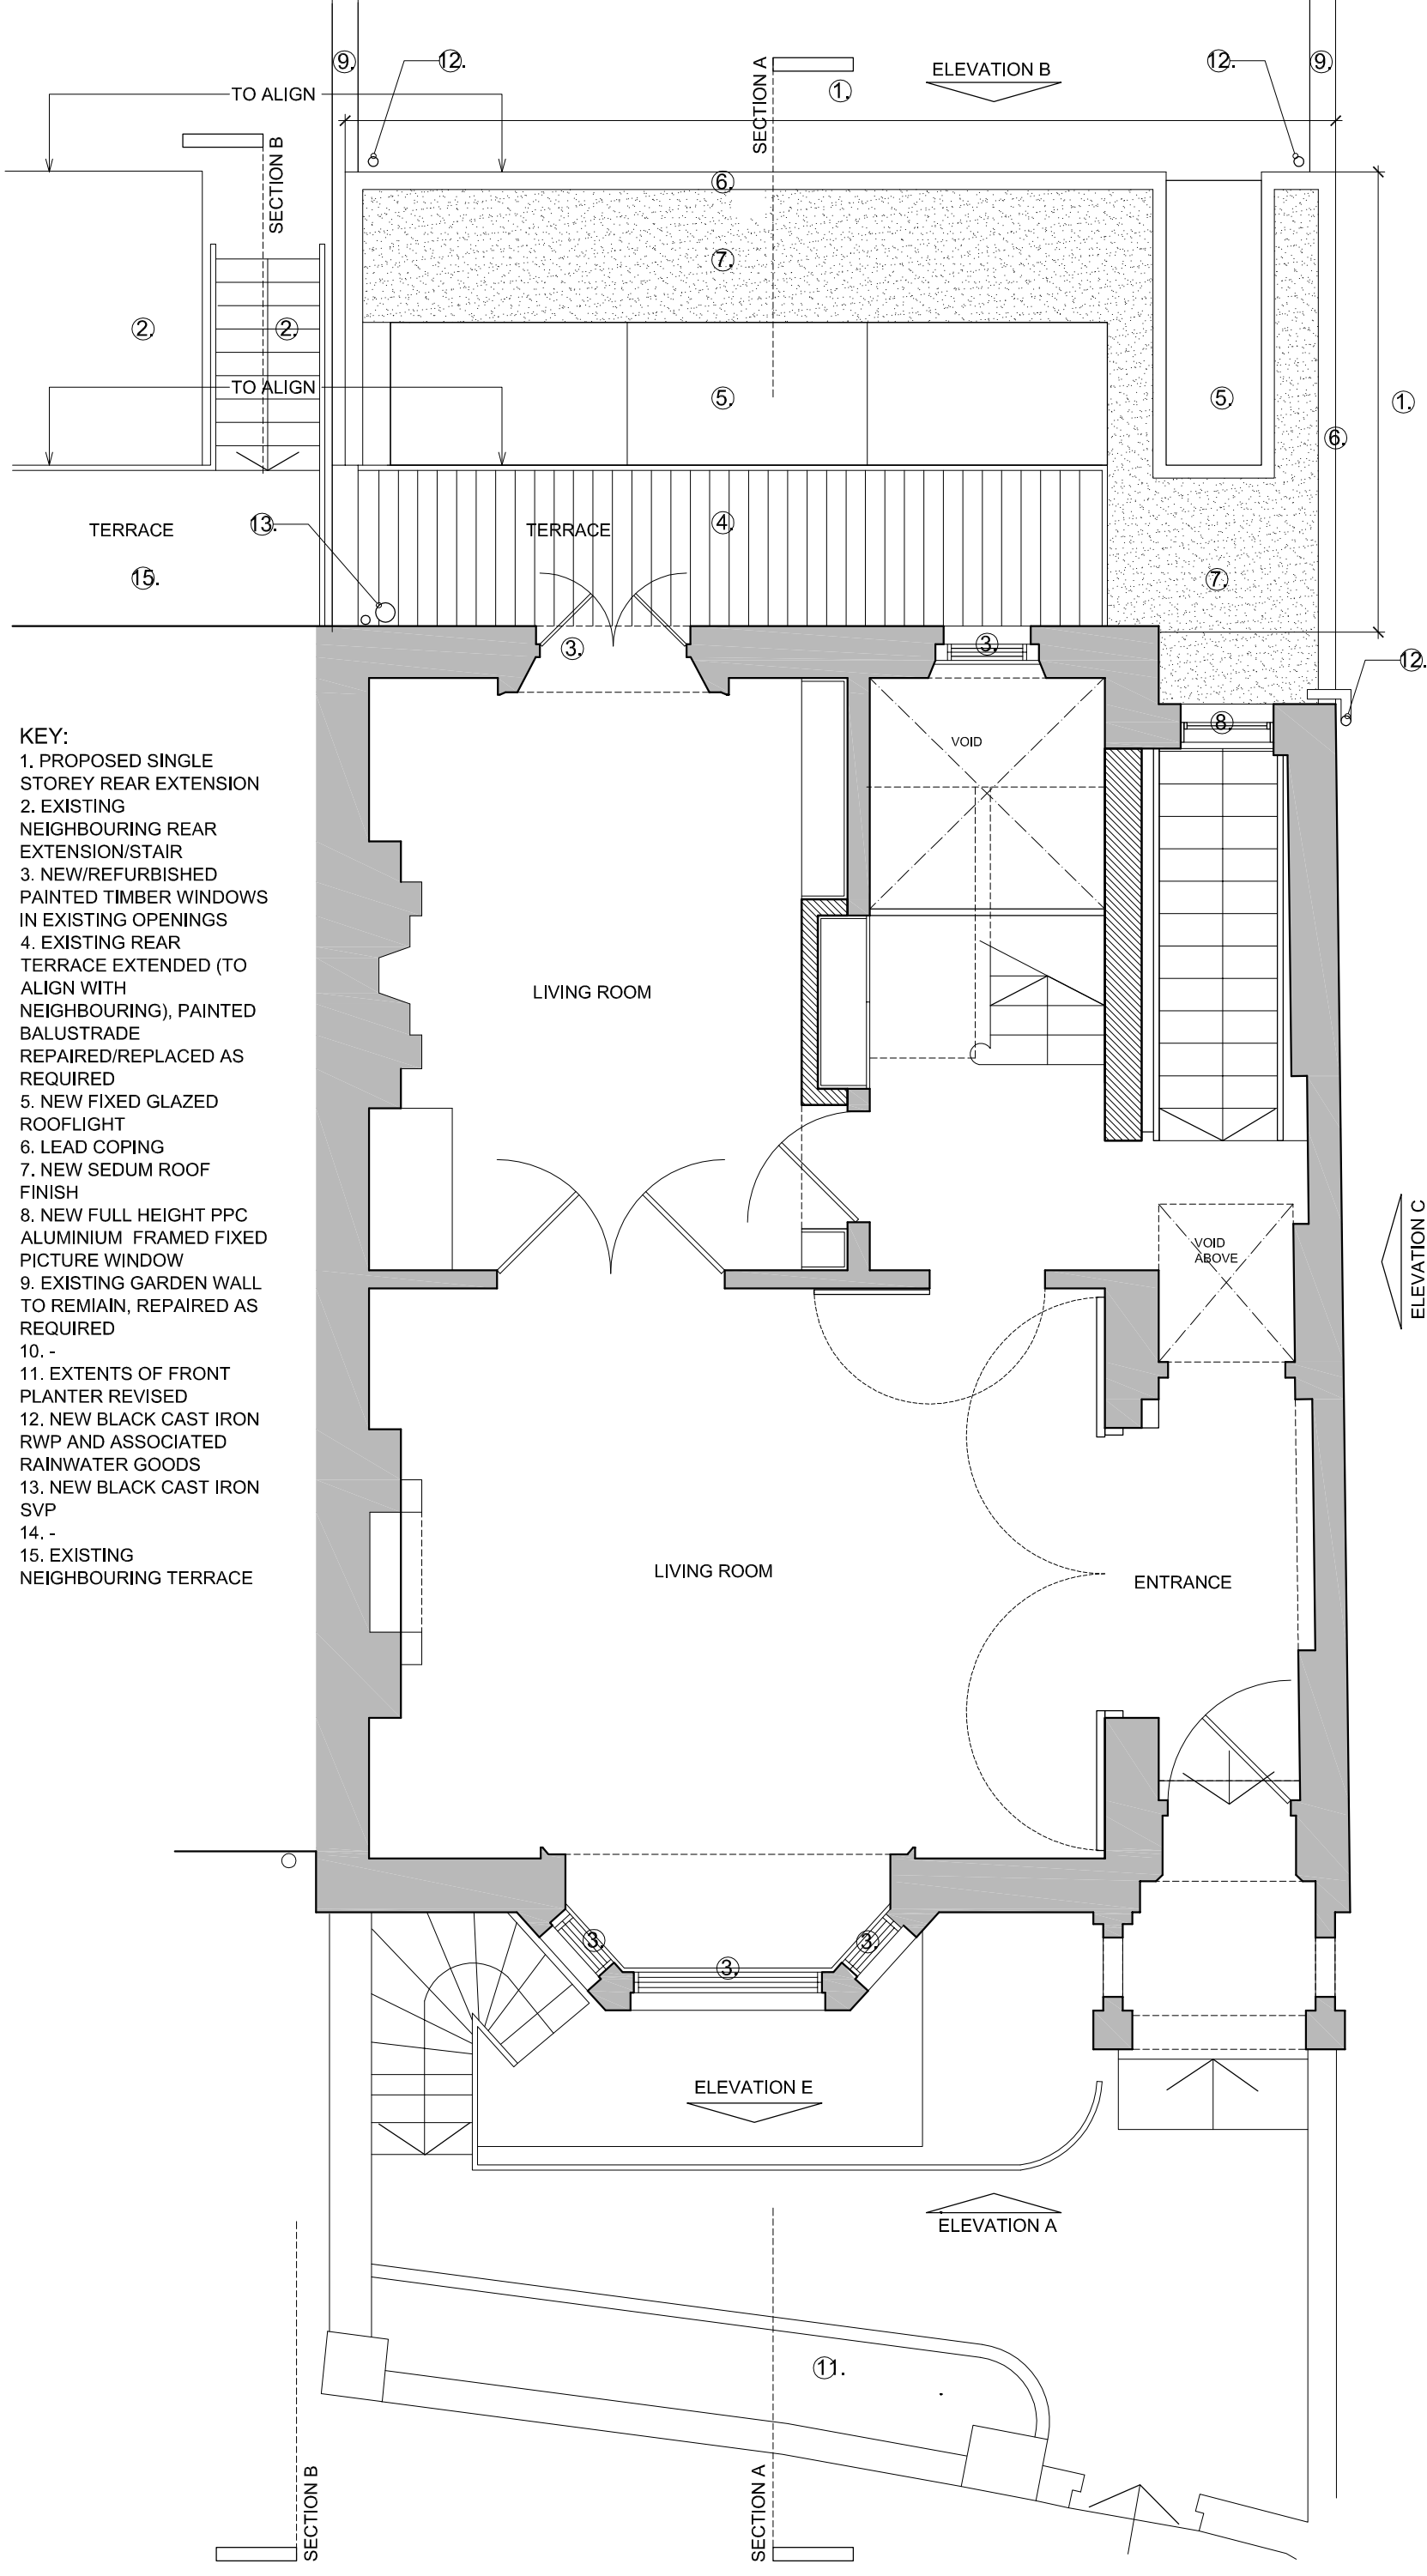 9.
12.
SECTION A
1.
ELEVATION B
12.
9.
TO ALIGN
SECTION B
6.
7.
2.
2.
TO ALIGN
5.
5.
1.
6.
TERRACE
13.
TERRACE
4.
15.
7.
3.
3.
12.
8.
VOID
KEY:
1. PROPOSED SINGLE
STOREY REAR EXTENSION
2. EXISTING
NEIGHBOURING REAR
EXTENSION/STAIR
3. NEW/REFURBISHED
PAINTED TIMBER WINDOWS
IN EXISTING OPENINGS
4. EXISTING REAR
TERRACE EXTENDED (TO
ALIGN WITH
NEIGHBOURING), PAINTED
BALUSTRADE
REPAIRED/REPLACED AS
REQUIRED
5. NEW FIXED GLAZED
ROOFLIGHT
6. LEAD COPING
7. NEW SEDUM ROOF
FINISH
8. NEW FULL HEIGHT PPC
ALUMINIUM FRAMED FIXED
PICTURE WINDOW
9. EXISTING GARDEN WALL
TO REMIAIN, REPAIRED AS
REQUIRED
10. -
11. EXTENTS OF FRONT
PLANTER REVISED
12. NEW BLACK CAST IRON
RWP AND ASSOCIATED
RAINWATER GOODS
13. NEW BLACK CAST IRON
SVP
14. -
15. EXISTING
NEIGHBOURING TERRACE
LIVING ROOM
VOID
ABOVE
ELEVATION C
LIVING ROOM
ENTRANCE
3.
3.
3.
ELEVATION E
ELEVATION A
11.
SECTION B
SECTION A